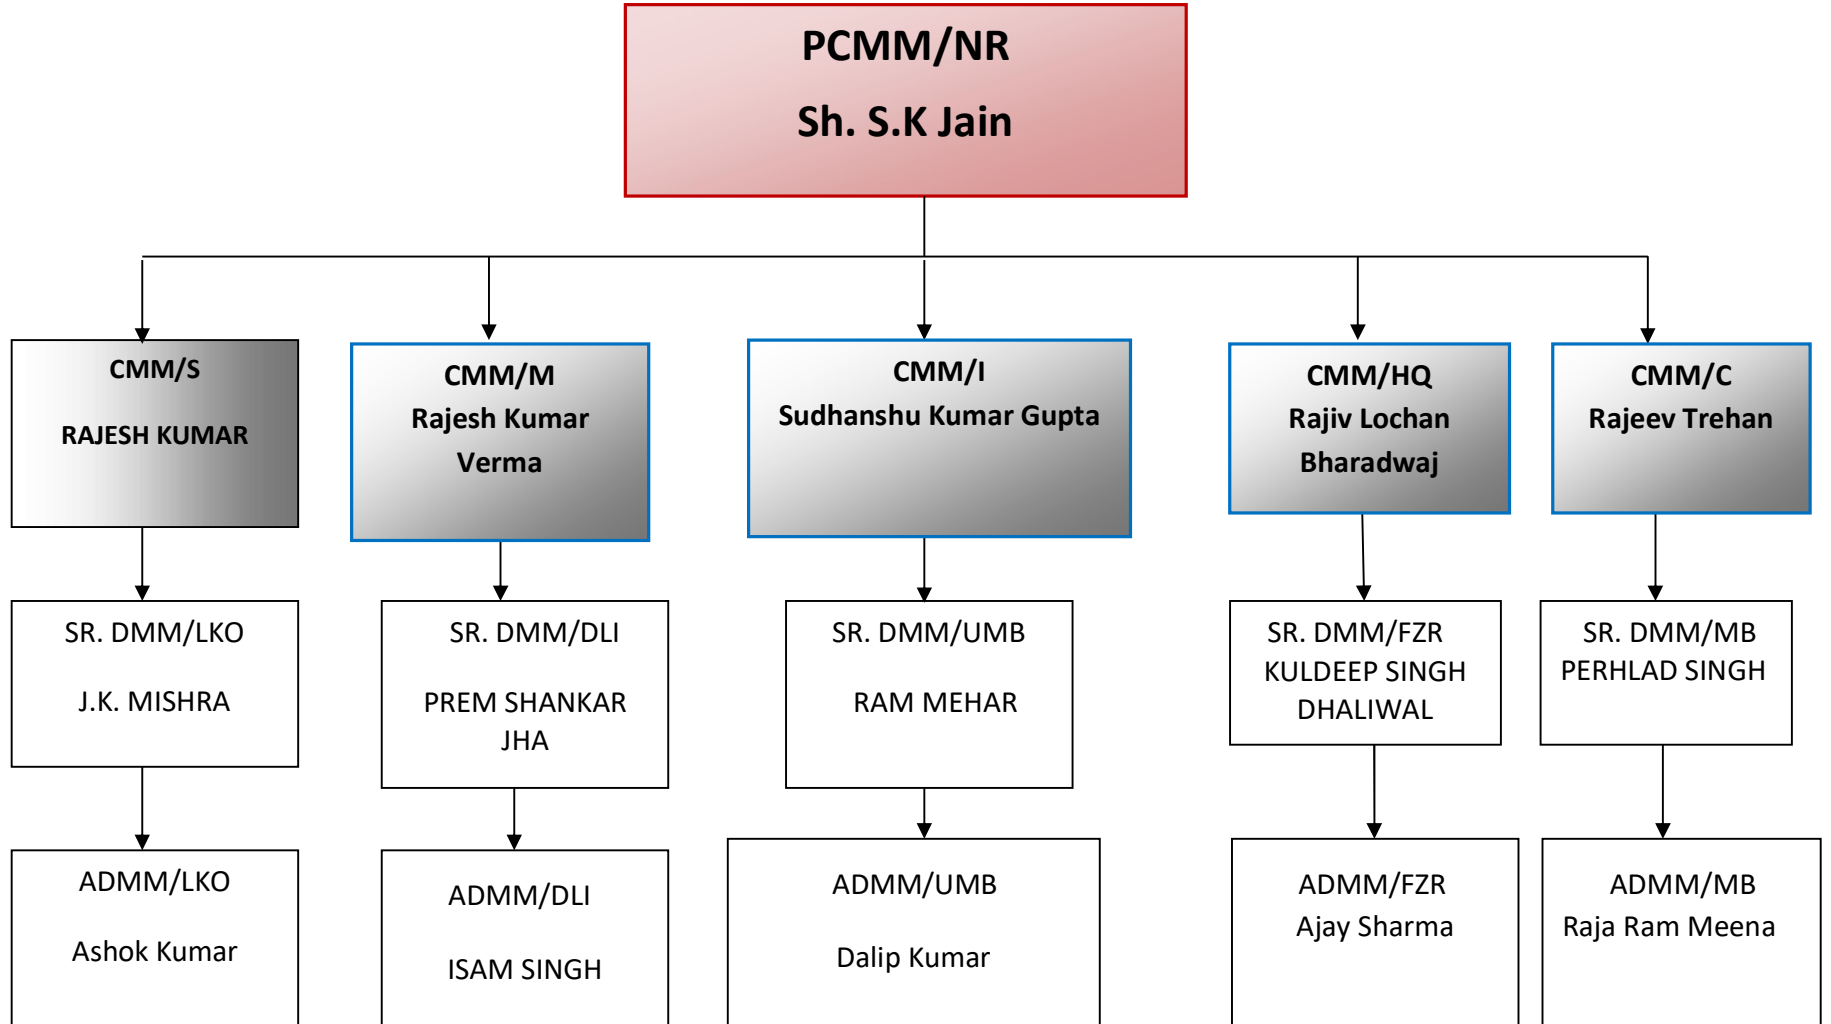 PCMM/NR
Sh. S.K Jain
CMM/S
RAJESH KUMAR
CMM/M
Rajesh Kumar
Verma
CMM/I
Sudhanshu Kumar Gupta
CMM/HQ
Rajiv Lochan
Bharadwaj
CMM/C
Rajeev Trehan
SR. DMM/LKO
J.K. MISHRA
SR. DMM/DLI
PREM SHANKAR
JHA
SR. DMM/UMB
RAM MEHAR
SR. DMM/FZR
KULDEEP SINGH
DHALIWAL
SR. DMM/MB
PERHLAD SINGH
ADMM/LKO
Ashok Kumar
ADMM/DLI
ISAM SINGH
ADMM/UMB
Dalip Kumar
ADMM/FZR
Ajay Sharma
ADMM/MB
Raja Ram Meena